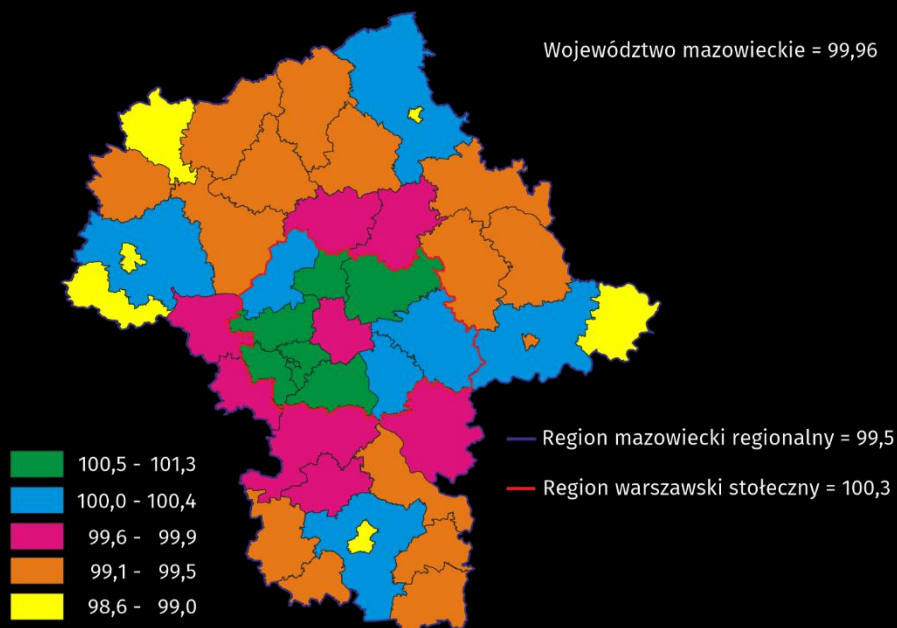 Województwo mazowieckie = 99,96
Region mazowiecki regionalny = 99,5
Region warszawski stołeczny = 100,3
100,5 - 101,3
100,0 - 100,4
99,6 - 99,9
99,1 - 99,5
98,6 - 99,0